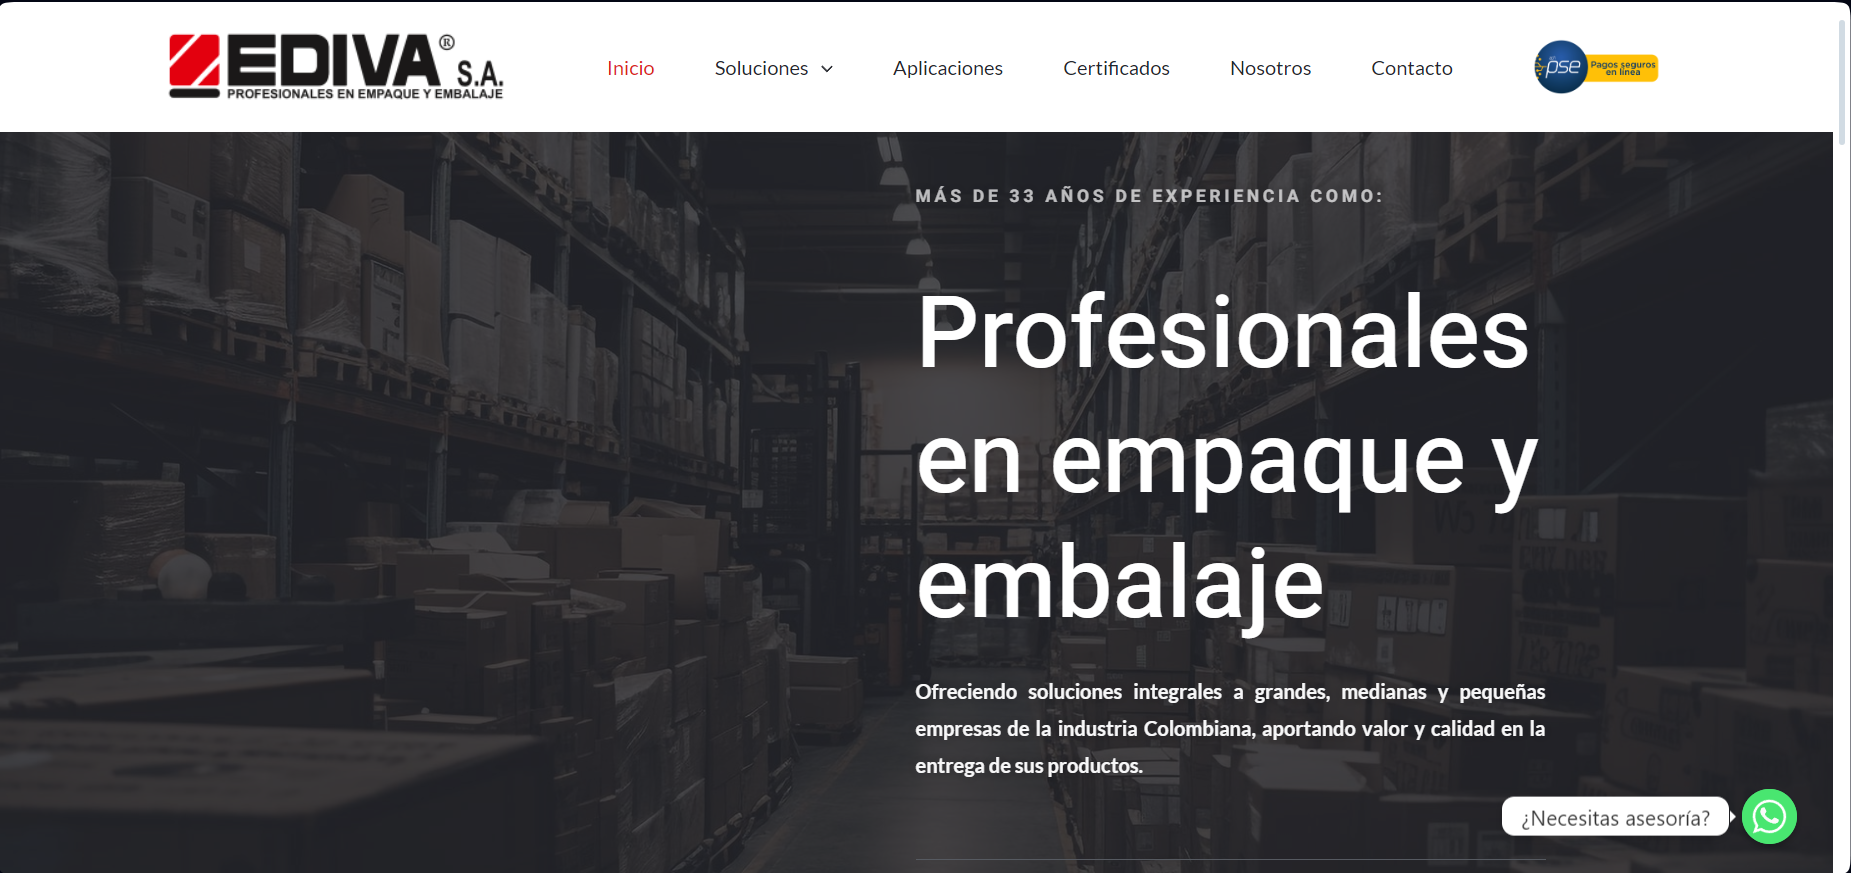 EDIVA® S.A.
PROFESIONALES EN EMPAQUE Y EMBALAJE
Inicio
Soluciones
Aplicaciones
Certificados
Nosotros
Contacto
pse
Pagos seguros
en línea
MÁS DE 33 AÑOS DE EXPERIENCIA COMO:
Profesionales
en empaque y
embalaje
Ofreciendo soluciones integrales a grandes, medianas y pequeñas
empresas de la industria Colombiana, aportando valor y calidad en la
entrega de sus productos.
¿Necesitas asesoría?